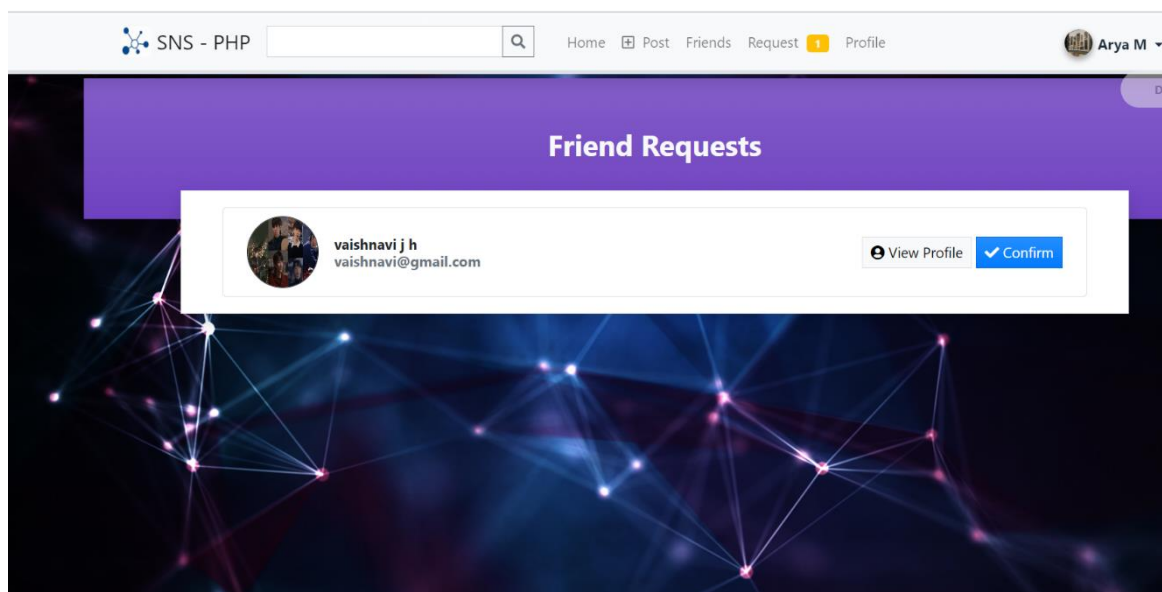 SNS - PHP Home Post Friends Request 1 Profile Arya M
D
Friend Requests
vaishnavi j h
vaishnavi@gmail.com
View Profile Confirm